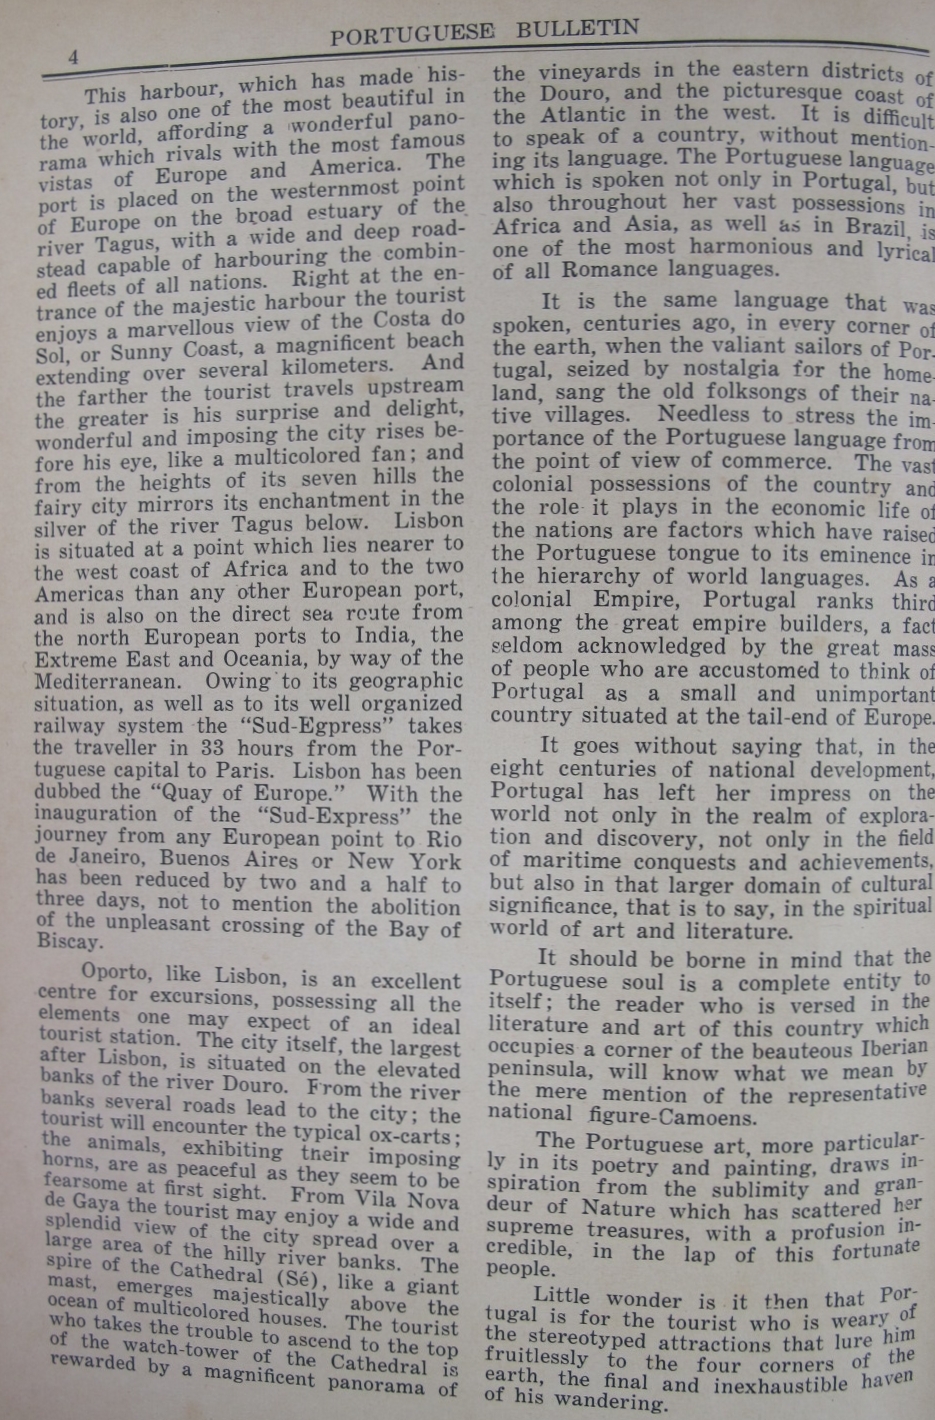 4
PORTUGUESE BULLETIN
This harbour, which has made his-
tory, is also one of the most beautiful in
the world, affording a wonderful pano-
rama which rivals with the most famous
vistas of Europe and America. The
port is placed on the westernmost point
of Europe on the broad estuary of the
river Tagus, with a wide and deep road-
stead capable of harbouring the combin-
ed fleets of all nations. Right at the en-
trance of the majestic harbour the tourist
enjoys a marvellous view of the Costa do
Sol, or Sunny Coast, a magnificent beach
extending over several kilometers. And
the farther the tourist travels upstream
the greater is his surprise and delight,
wonderful and imposing the city rises be-
fore his eye, like a multicolored fan; and
from the heights of its seven hills the
fairy city mirrors its enchantment in the
silver of the river Tagus below. Lisbon
is situated at a point which lies nearer to
the west coast of Africa and to the two
Americas than any other European port,
and is also on the direct sea route from
the north European ports to India, the
Extreme East and Oceania, by way of the
Mediterranean. Owing to its geographic
situation, as well as to its well organized
railway system the "Sud-Egpress" takes
the traveller in 33 hours from the Por-
tuguese capital to Paris. Lisbon has been
dubbed the "Quay of Europe." With the
inauguration of the "Sud-Express" the
journey from any European point to Rio
de Janeiro, Buenos Aires or New York
has been reduced by two and a half to
three days, not to mention the abolition
of the unpleasant crossing of the Bay of
Biscay.
Oporto, like Lisbon, is an excellent
centre for excursions, possessing all the
elements one may expect of an ideal
tourist station. The city itself, the largest
after Lisbon, is situated on the elevated
banks of the river Douro. From the river
banks several roads lead to the city; the
tourist will encounter the typical ox-carts;
the animals, exhibiting their imposing
horns, are as peaceful as they seem to be
fearsome at first sight. From Vila Nova
de Gaya the tourist may enjoy a wide and
splendid view of the city spread over a
large area of the hilly river banks. The
spire of the Cathedral (Sé), like a giant
mast, emerges majestically above the
ocean of multicolored houses. The tourist
who takes the trouble to ascend to the top
of the watch-tower of the Cathedral is
rewarded by a magnificent panorama of
the vineyards in the eastern districts of
the Douro, and the picturesque coast of
the Atlantic in the west. It is difficult
to speak of a country, without mention-
ing its language. The Portuguese language
which is spoken not only in Portugal, but
also throughout her vast possessions in
Africa and Asia, as well as in Brazil, is
one of the most harmonious and lyrical
of all Romance languages.
It is the same language that was
spoken, centuries ago, in every corner of
the earth, when the valiant sailors of Por-
tugal, seized by nostalgia for the home-
land, sang the old folksongs of their na-
tive villages. Needless to stress the im-
portance of the Portuguese language from
the point of view of commerce. The vast
colonial possessions of the country and
the role it plays in the economic life of
the nations are factors which have raised
the Portuguese tongue to its eminence in
the hierarchy of world languages. As a
colonial Empire, Portugal ranks third
among the great empire builders, a fact
seldom acknowledged by the great mass
of people who are accustomed to think of
Portugal as a small and unimportant
country situated at the tail-end of Europe.
It goes without saying that, in the
eight centuries of national development,
Portugal has left her impress on the
world not only in the realm of explora-
tion and discovery, not only in the field
of maritime conquests and achievements,
but also in that larger domain of cultural
significance, that is to say, in the spiritual
world of art and literature.
It should be borne in mind that the
Portuguese soul is a complete entity to
itself; the reader who is versed in the
literature and art of this country which
occupies a corner of the beauteous Iberian
peninsula, will know what we mean by
the mere mention of the representative
national figure-Camoens.
The Portuguese art, more particular-
ly in its poetry and painting, draws in-
spiration from the sublimity and gran-
deur of Nature which has scattered her
supreme treasures, with a profusion in-
credible, in the lap of this fortunate
people.
Little wonder is it then that Por-
tugal is for the tourist who is weary of
the stereotyped attractions that lure him
fruitlessly to the four corners of the
earth, the final and inexhaustible haven
of his wandering.